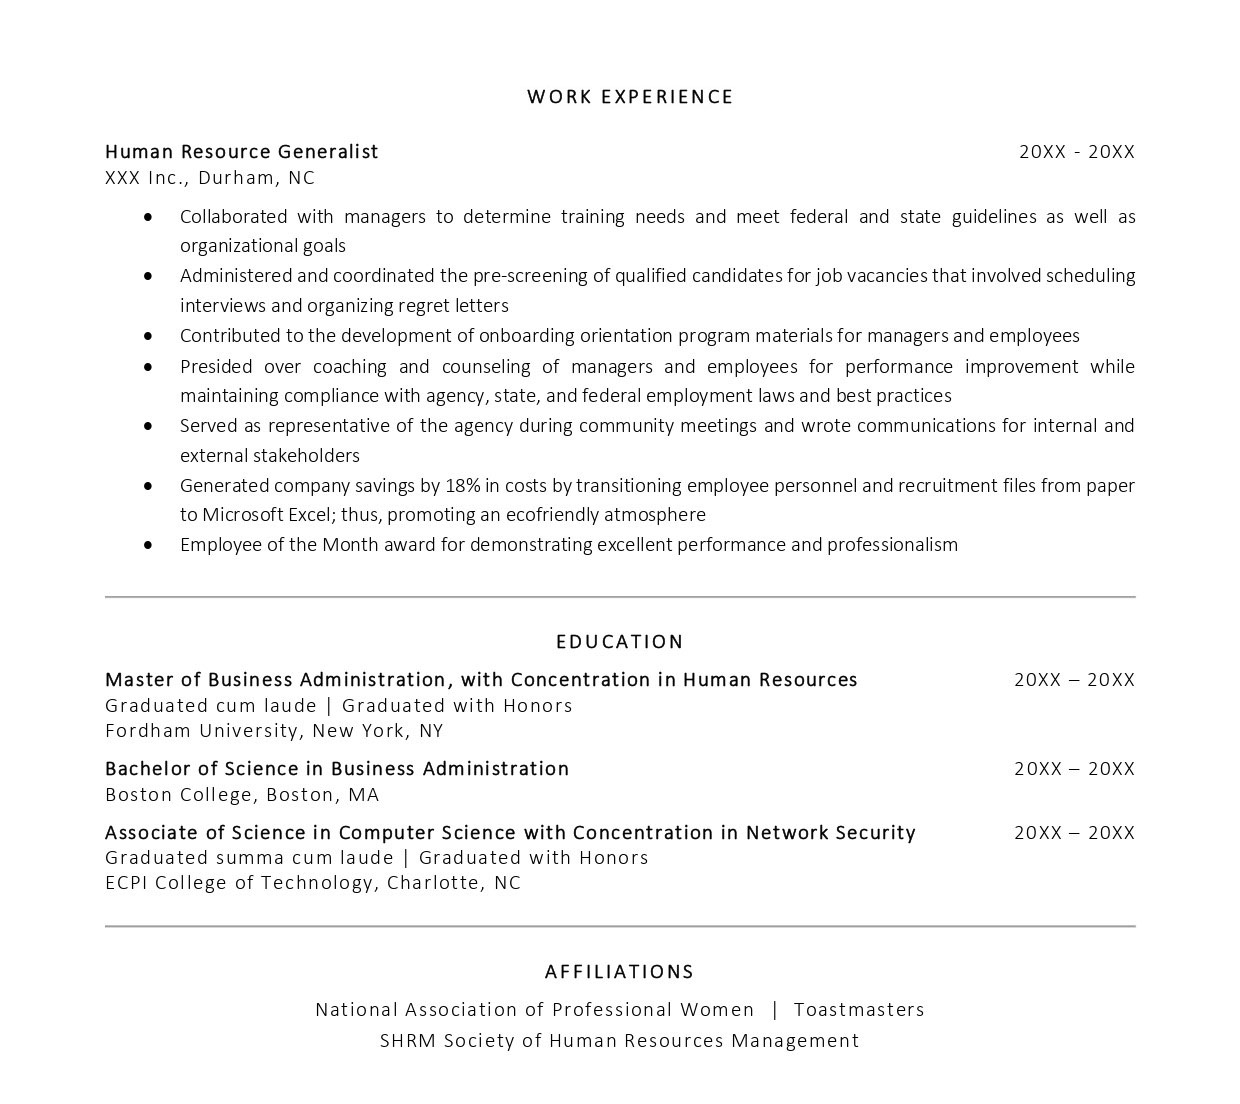 WORK EXPERIENCE
Human Resource Generalist 20XX - 20XX
XXX Inc., Durham, NC
• Collaborated with managers to determine training needs and meet federal and state guidelines as well as
organizational goals
• Administered and coordinated the pre-screening of qualified candidates for job vacancies that involved scheduling
interviews and organizing regret letters
• Contributed to the development of onboarding orientation program materials for managers and employees
• Presided over coaching and counseling of managers and employees for performance improvement while
maintaining compliance with agency, state, and federal employment laws and best practices
• Served as representative of the agency during community meetings and wrote communications for internal and
external stakeholders
• Generated company savings by 18% in costs by transitioning employee personnel and recruitment files from paper
to Microsoft Excel; thus, promoting an ecofriendly atmosphere
• Employee of the Month award for demonstrating excellent performance and professionalism
EDUCATION
Master of Business Administration, with Concentration in Human Resources 20XX – 20XX
Graduated cum laude | Graduated with Honors
Fordham University, New York, NY
Bachelor of Science in Business Administration 20XX – 20XX
Boston College, Boston, MA
Associate of Science in Computer Science with Concentration in Network Security 20XX – 20XX
Graduated summa cum laude | Graduated with Honors
ECPI College of Technology, Charlotte, NC
AFFILIATIONS
National Association of Professional Women | Toastmasters
SHRM Society of Human Resources Management